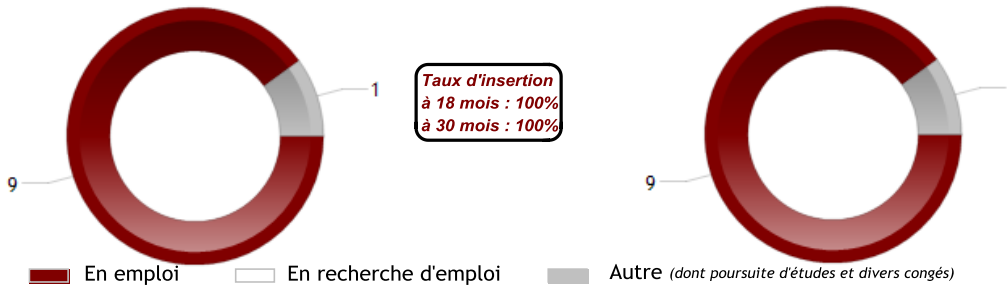 1
Taux d'insertion
à 18 mois : 100%
à 30 mois : 100%
9
9
En emploi
En recherche d'emploi
Autre (dont poursuite d'études et divers congés)